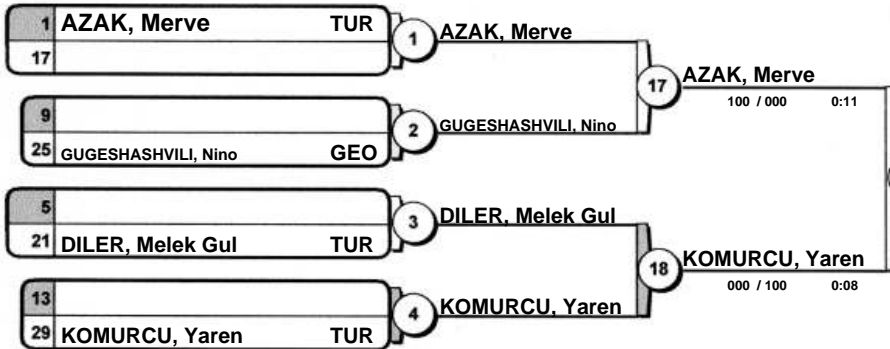 1 AZAK, Merve TUR
17
1 AZAK, Merve
9
25 GUGESHASHVILI, Nino GEO
2 GUGESHASHVILI, Nino
17 AZAK, Merve
100 / 000 0:11
5
21 DILER, Melek Gul TUR
3 DILER, Melek Gul
13
29 KOMURCU, Yaren TUR
4 KOMURCU, Yaren
18 KOMURCU, Yaren
000 / 100 0:08